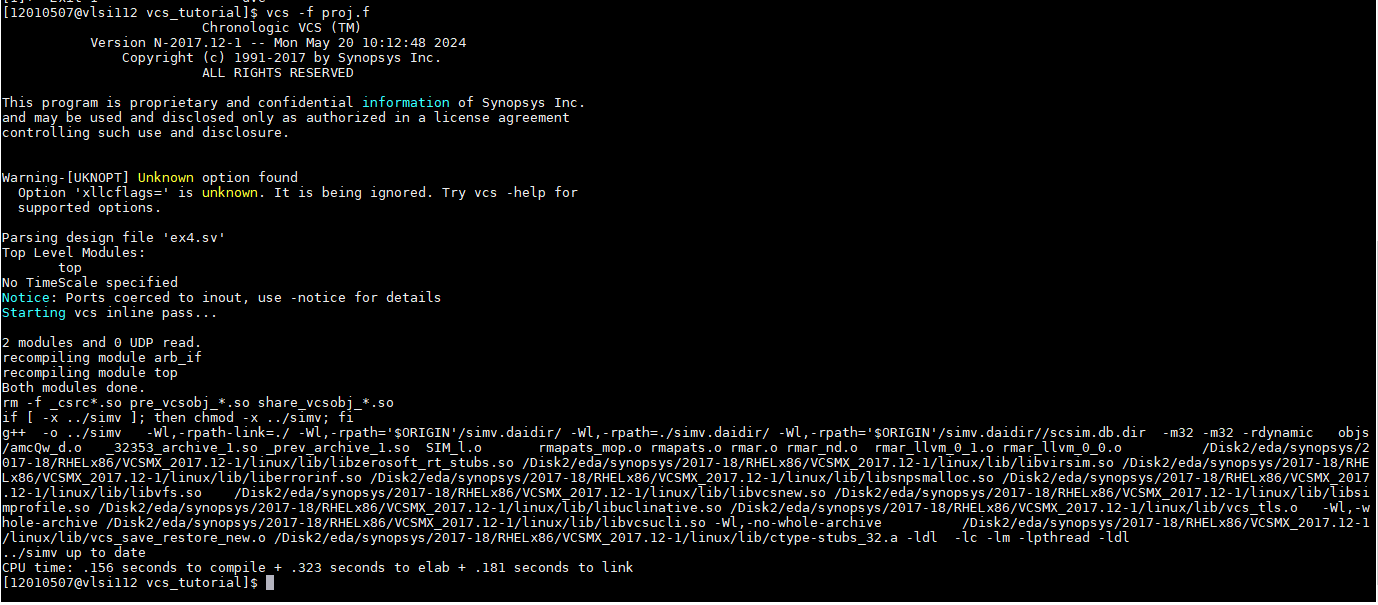 [12010507@vlsi112 vcs_tutorial]$ vcs -f proj.f
Chronologic VCS (TM)
Version N-2017.12-1 -- Mon May 20 10:12:48 2024
Copyright (c) 1991-2017 by Synopsys Inc.
ALL RIGHTS RESERVED
This program is proprietary and confidential information of Synopsys Inc.
and may be used and disclosed only as authorized in a license agreement
controlling such use and disclosure.
Warning-[UKNOPT] Unknown option found
Option 'xllcflags=' is unknown. It is being ignored. Try vcs -help for
supported options.
Parsing design file 'ex4.sv'
Top Level Modules:
top
No TimeScale specified
Notice: Ports coerced to inout, use -notice for details
Starting vcs inline pass...
2 modules and 0 UDP read.
recompiling module arb_if
recompiling module top
Both modules done.
rm -f _csrc*.so pre_vcsobj_*.so share_vcsobj_*.so
if [ -x ../simv ]; then chmod -x ../simv; fi
g++  -o ../simv   -Wl,-rpath-link=./ -Wl,-rpath='$ORIGIN'/simv.daidir/ -Wl,-rpath=./simv.daidir/ -Wl,-rpath='$ORIGIN'/simv.daidir//scsim.db.dir  -m32 -m32 -rdynamic   objs
/amcQw_d.o   _32353_archive_1.so _prev_archive_1.so  SIM_l.o       rmapats_mop.o rmapats.o rmar.o rmar_nd.o  rmar_llvm_0_1.o rmar_llvm_0_0.o          /Disk2/eda/synopsys/2
017-18/RHELx86/VCSMX_2017.12-1/linux/lib/libzerosoft_rt_stubs.so /Disk2/eda/synopsys/2017-18/RHELx86/VCSMX_2017.12-1/linux/lib/libvirsim.so /Disk2/eda/synopsys/2017-18/RHE
Lx86/VCSMX_2017.12-1/linux/lib/liberrorinf.so /Disk2/eda/synopsys/2017-18/RHELx86/VCSMX_2017.12-1/linux/lib/libsnpsmalloc.so /Disk2/eda/synopsys/2017-18/RHELx86/VCSMX_2017
.12-1/linux/lib/libvfs.so    /Disk2/eda/synopsys/2017-18/RHELx86/VCSMX_2017.12-1/linux/lib/libvcsnew.so /Disk2/eda/synopsys/2017-18/RHELx86/VCSMX_2017.12-1/linux/lib/libsi
mprofile.so /Disk2/eda/synopsys/2017-18/RHELx86/VCSMX_2017.12-1/linux/lib/libuclinative.so /Disk2/eda/synopsys/2017-18/RHELx86/VCSMX_2017.12-1/linux/lib/vcs_tls.o   -Wl,-w
hole-archive /Disk2/eda/synopsys/2017-18/RHELx86/VCSMX_2017.12-1/linux/lib/libvcsucli.so -Wl,-no-whole-archive          /Disk2/eda/synopsys/2017-18/RHELx86/VCSMX_2017.12-1
/linux/lib/vcs_save_restore_new.o /Disk2/eda/synopsys/2017-18/RHELx86/VCSMX_2017.12-1/linux/lib/ctype-stubs_32.a -ldl  -lc -lm -lpthread -ldl
../simv up to date
CPU time: .156 seconds to compile + .323 seconds to elab + .181 seconds to link
[12010507@vlsi112 vcs_tutorial]$